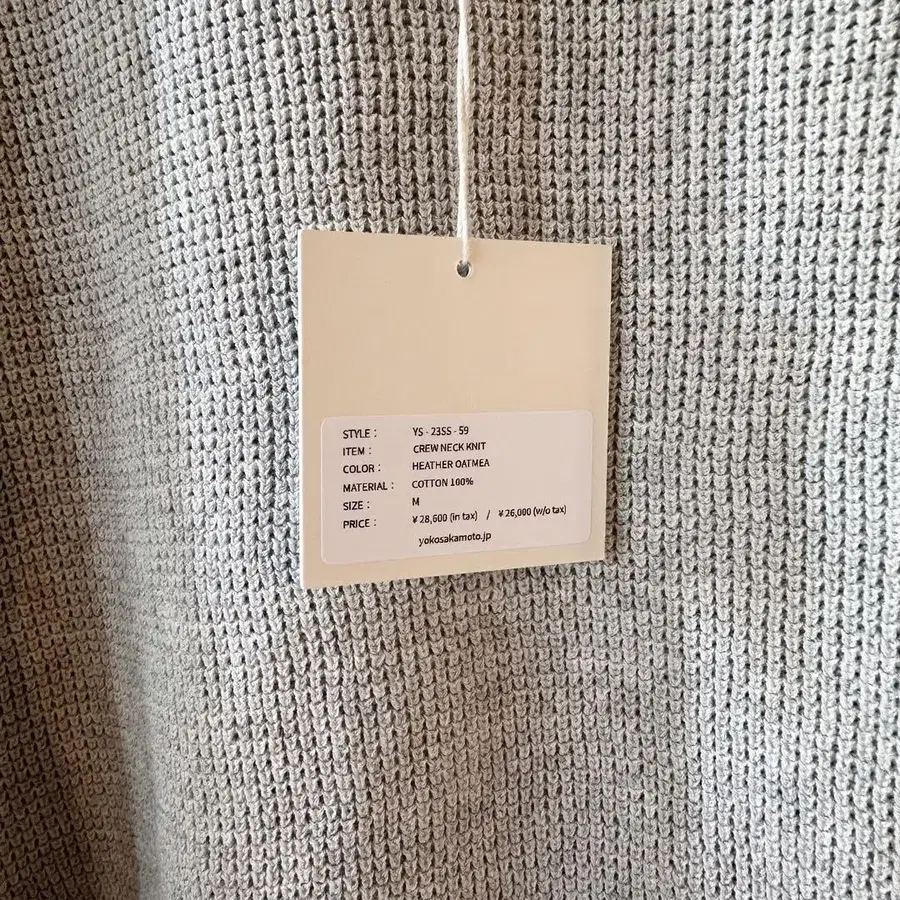 STYLE : YS - 23SS - 59
ITEM : CREW NECK KNIT
COLOR : HEATHER OATMEA
MATERIAL : COTTON 100%
SIZE : M
PRICE : ¥ 28,600 (in tax) / ¥ 26,000 (w/o tax)
yokosakamoto.jp